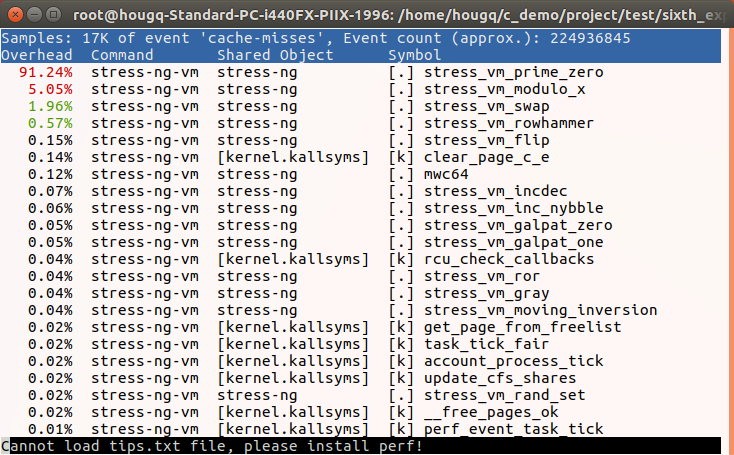 root@hougq-Standard-PC-i440FX-PIIX-1996: /home/hougq/c_demo/project/test/sixth_exp
Samples: 17K of event 'cache-misses', Event count (approx.): 224936845
Overhead  Command      Shared Object      Symbol
91.24%  stress-ng-vm  stress-ng          [.] stress_vm_prime_zero
5.05%  stress-ng-vm  stress-ng          [.] stress_vm_modulo_x
1.96%  stress-ng-vm  stress-ng          [.] stress_vm_swap
0.57%  stress-ng-vm  stress-ng          [.] stress_vm_rowhammer
0.15%  stress-ng-vm  stress-ng          [.] stress_vm_flip
0.14%  stress-ng-vm  [kernel.kallsyms]  [k] clear_page_c_e
0.12%  stress-ng-vm  stress-ng          [.] mwc64
0.07%  stress-ng-vm  stress-ng          [.] stress_vm_incdec
0.06%  stress-ng-vm  stress-ng          [.] stress_vm_inc_nybble
0.05%  stress-ng-vm  stress-ng          [.] stress_vm_galpat_zero
0.05%  stress-ng-vm  stress-ng          [.] stress_vm_galpat_one
0.04%  stress-ng-vm  [kernel.kallsyms]  [k] rcu_check_callbacks
0.04%  stress-ng-vm  stress-ng          [.] stress_vm_ror
0.04%  stress-ng-vm  stress-ng          [.] stress_vm_gray
0.04%  stress-ng-vm  stress-ng          [.] stress_vm_moving_inversion
0.02%  stress-ng-vm  [kernel.kallsyms]  [k] get_page_from_freelist
0.02%  stress-ng-vm  [kernel.kallsyms]  [k] task_tick_fair
0.02%  stress-ng-vm  [kernel.kallsyms]  [k] account_process_tick
0.02%  stress-ng-vm  [kernel.kallsyms]  [k] update_cfs_shares
0.02%  stress-ng-vm  stress-ng          [.] stress_vm_rand_set
0.02%  stress-ng-vm  [kernel.kallsyms]  [k] __free_pages_ok
0.01%  stress-ng-vm  [kernel.kallsyms]  [k] perf_event_task_tick
Cannot load tips.txt file, please install perf!